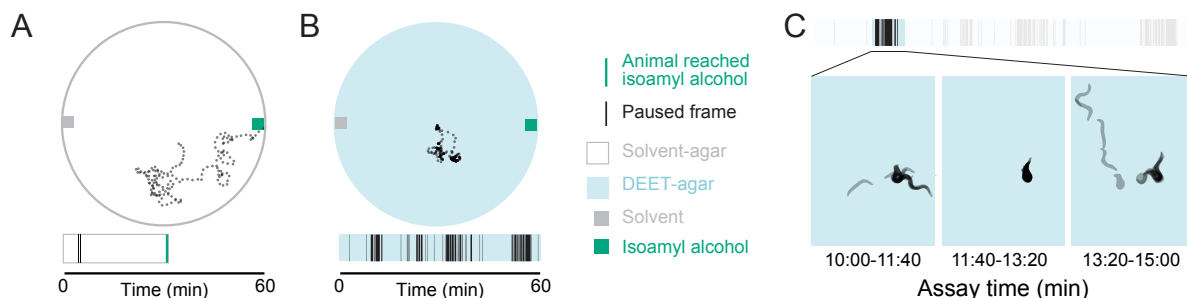 A
B
C
Animal reached
isoamyl alcohol
Paused frame
Solvent-agar
DEET-agar
Solvent
Isoamyl alcohol
0
Time (min)
60
0
Time (min)
60
10:00-11:40
11:40-13:20
13:20-15:00
Assay time (min)